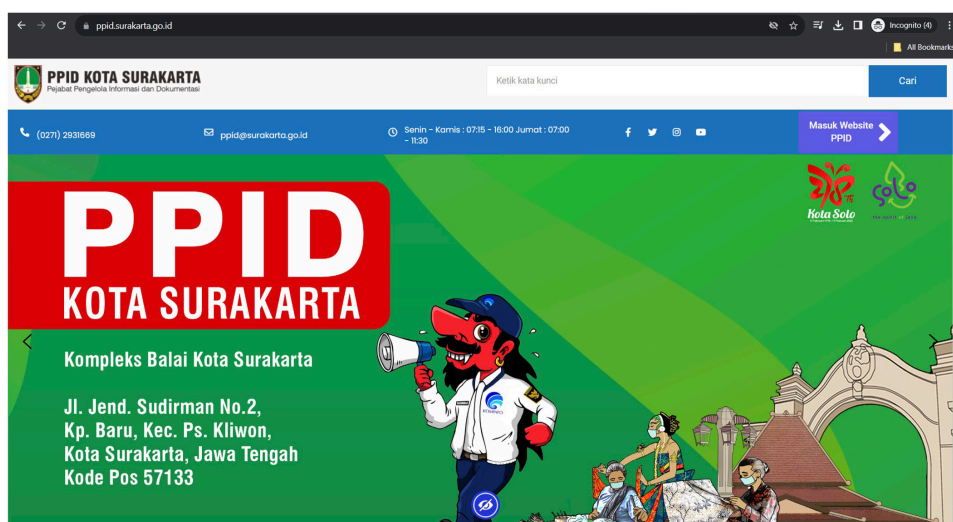 ppid.surakarta.go.id
Incognito (4)
All Bookmarks
PPID KOTA SURAKARTA
Pejabat Pengelola Informasi dan Dokumentasi
Ketik kata kunci
Cari
(0271) 2931669
ppid@surakarta.go.id
Senin - Kamis : 07:15 - 16:00 Jumat : 07:00
- 11:30
Masuk Website
PPID
Kota Solo
solo
PPID
KOTA SURAKARTA
Kompleks Balai Kota Surakarta
Jl. Jend. Sudirman No.2,
Kp. Baru, Kec. Ps. Kliwon,
Kota Surakarta, Jawa Tengah
Kode Pos 57133
KOMINFO